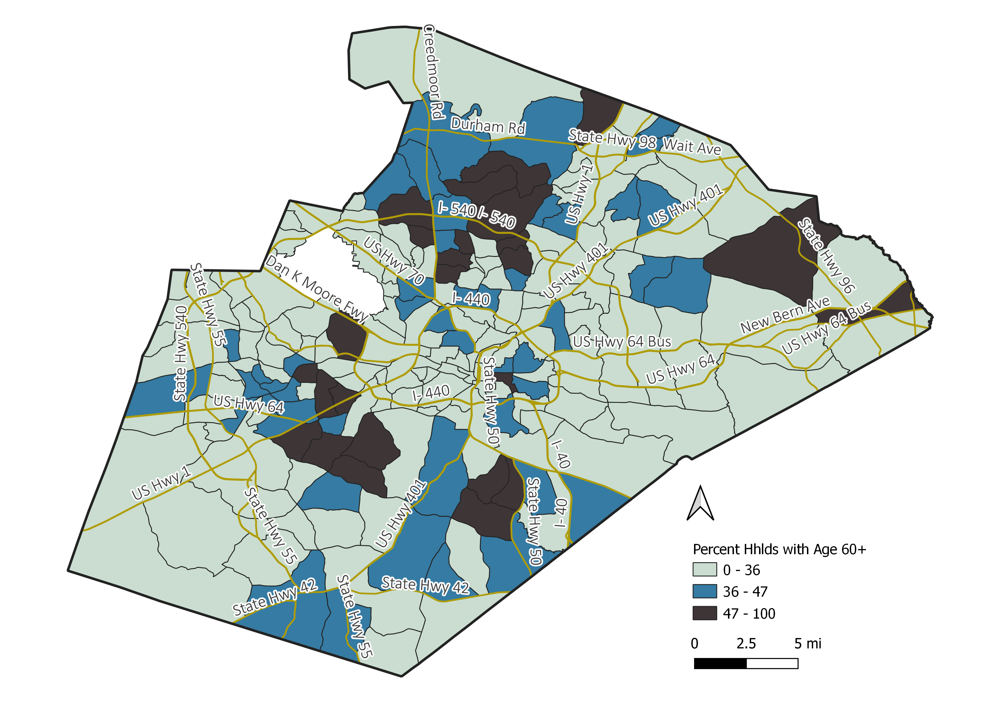 Creedmoor Rd
Durham Rd
State Hwy 98
Wait Ave
US Hwy 1
I- 540
I- 540
US Hwy 401
State Hwy 96
US Hwy 70
Dan K Moore Fwy
US Hwy 401
State Hwy 55
State Hwy 540
I- 440
New Bern Ave
US Hwy 64 Bus
US Hwy 64 Bus
US Hwy 64
State Hwy 50
I- 440
US Hwy 64
I- 40
US Hwy 1
State Hwy 55
US Hwy 401
State Hwy 50
I- 40
State Hwy 42
State Hwy 42
State Hwy 55
Percent Hhlds with Age 60+
0 - 36
36 - 47
47 - 100
0 2.5 5 mi